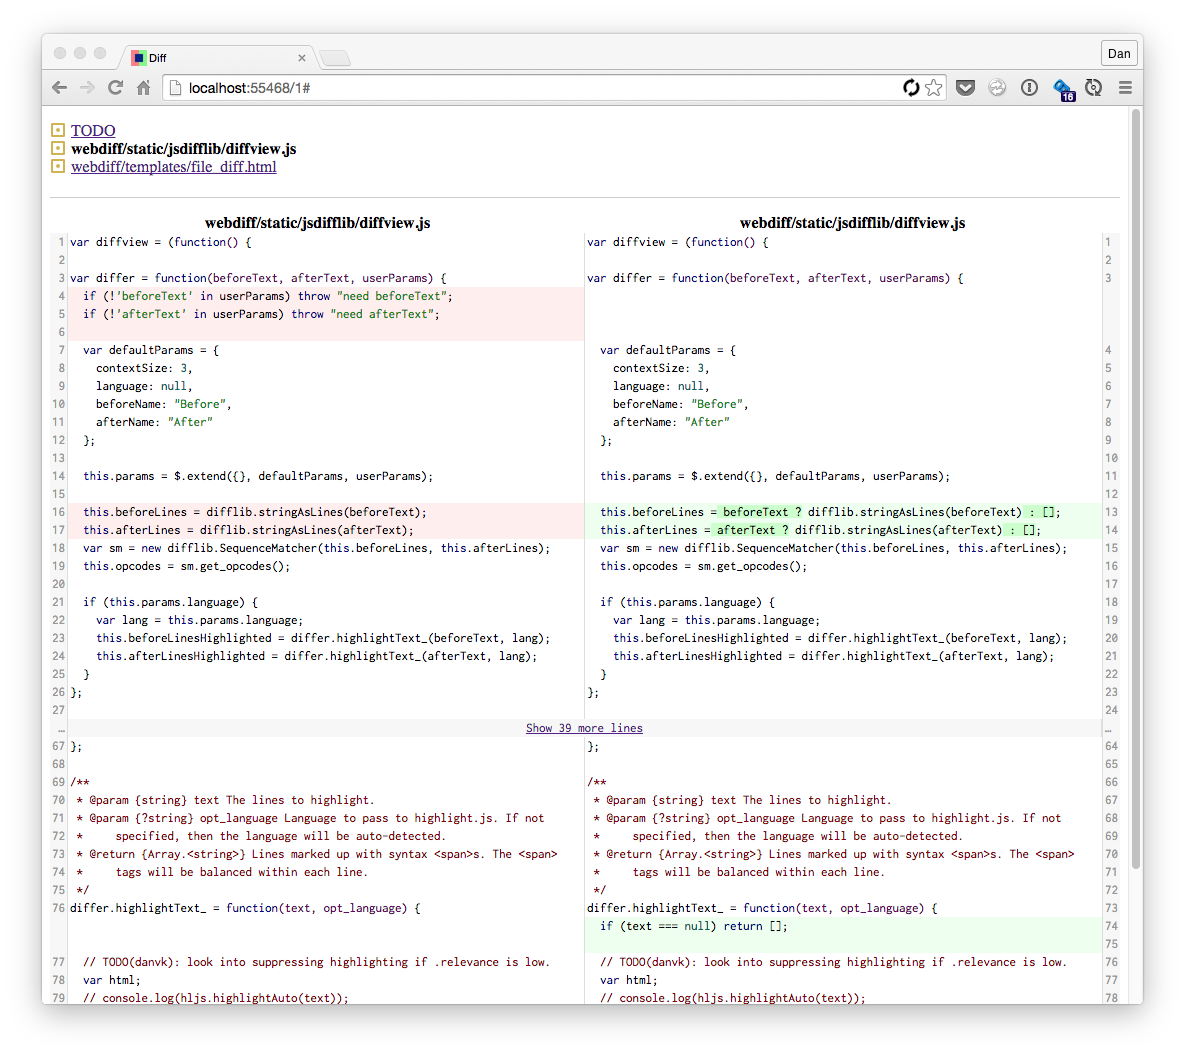 Diff
Dan
localhost:55468/1#
16
TODO
webdiff/static/jsdifflib/diffview.js
webdiff/templates/file_diff.html
webdiff/static/jsdifflib/diffview.js
1 var diffview = (function() {
2
3 var differ = function(beforeText, afterText, userParams) {
4   if (!'beforeText' in userParams) throw "need beforeText";
5   if (!'afterText' in userParams) throw "need afterText";
6
7   var defaultParams = {
8     contextSize: 3,
9     language: null,
10     beforeName: "Before",
11     afterName: "After"
12   };
13
14   this.params = $.extend({}, defaultParams, userParams);
15
16   this.beforeLines = difflib.stringAsLines(beforeText);
17   this.afterLines = difflib.stringAsLines(afterText);
18   var sm = new difflib.SequenceMatcher(this.beforeLines, this.afterLines);
19   this.opcodes = sm.get_opcodes();
20
21   if (this.params.language) {
22     var lang = this.params.language;
23     this.beforeLinesHighlighted = differ.highlightText_(beforeText, lang);
24     this.afterLinesHighlighted = differ.highlightText_(afterText, lang);
25   }
26 };
27
webdiff/static/jsdifflib/diffview.js
var diffview = (function() { 1
2
var differ = function(beforeText, afterText, userParams) { 3
  var defaultParams = { 4
    contextSize: 3, 5
    language: null, 6
    beforeName: "Before", 7
    afterName: "After" 8
  }; 9
10
  this.params = $.extend({}, defaultParams, userParams); 11
12
  this.beforeLines = beforeText ? difflib.stringAsLines(beforeText) : []; 13
  this.afterLines = afterText ? difflib.stringAsLines(afterText) : []; 14
  var sm = new difflib.SequenceMatcher(this.beforeLines, this.afterLines); 15
  this.opcodes = sm.get_opcodes(); 16
17
  if (this.params.language) { 18
    var lang = this.params.language; 19
    this.beforeLinesHighlighted = differ.highlightText_(beforeText, lang); 20
    this.afterLinesHighlighted = differ.highlightText_(afterText, lang); 21
  } 22
}; 23
24
… Show 39 more lines …
67 };
68
69 /**
70  * @param {string} text The lines to highlight.
71  * @param {?string} opt_language Language to pass to highlight.js. If not
72  *     specified, then the language will be auto-detected.
73  * @return {Array.<string>} Lines marked up with syntax <span>s. The <span>
74  *     tags will be balanced within each line.
75  */
76 differ.highlightText_ = function(text, opt_language) {
77   // TODO(danvk): look into suppressing highlighting if .relevance is low.
78   var html;
79   // console.log(hljs.highlightAuto(text));
}; 64
65
/** 66
 * @param {string} text The lines to highlight. 67
 * @param {?string} opt_language Language to pass to highlight.js. If not 68
 *     specified, then the language will be auto-detected. 69
 * @return {Array.<string>} Lines marked up with syntax <span>s. The <span> 70
 *     tags will be balanced within each line. 71
 */ 72
differ.highlightText_ = function(text, opt_language) { 73
  if (text === null) return []; 74
75
  // TODO(danvk): look into suppressing highlighting if .relevance is low. 76
  var html; 77
  // console.log(hljs.highlightAuto(text)); 78